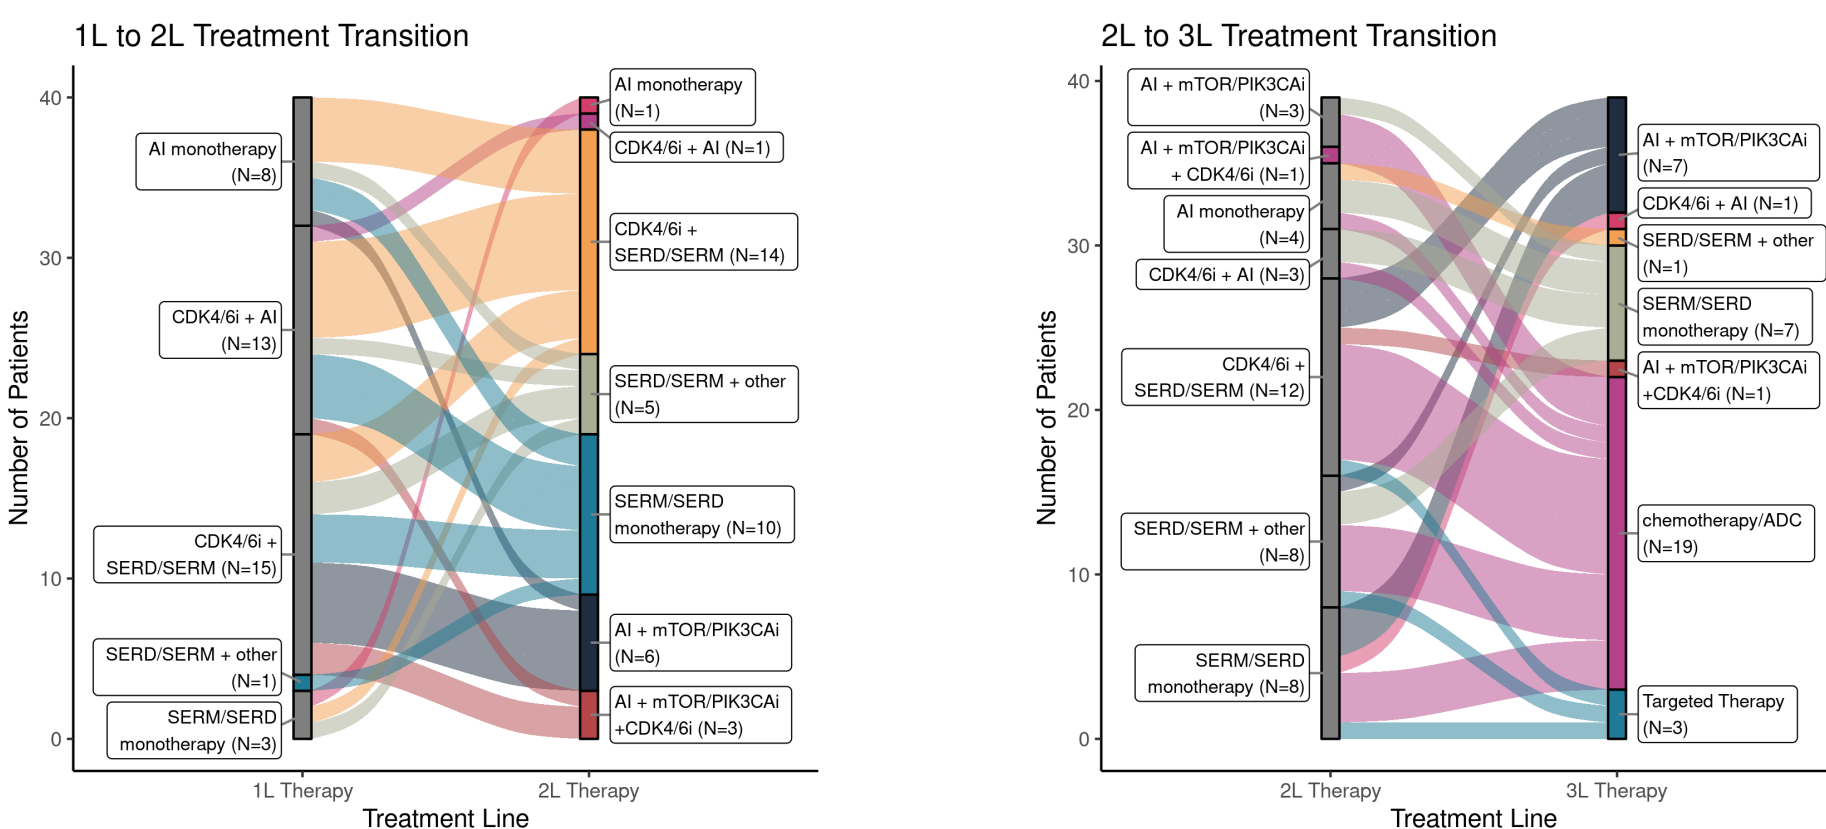 1L to 2L Treatment Transition
Number of Patients
40
30
20
10
0
AI monotherapy
(N=8)
CDK4/6i + AI
(N=13)
CDK4/6i +
SERD/SERM (N=15)
SERD/SERM + other
(N=1)
SERM/SERD
monotherapy (N=3)
AI monotherapy
(N=1)
CDK4/6i + AI (N=1)
CDK4/6i +
SERD/SERM (N=14)
SERD/SERM + other
(N=5)
SERM/SERD
monotherapy (N=10)
AI + mTOR/PIK3CAi
(N=6)
AI + mTOR/PIK3CAi
+CDK4/6i (N=3)
1L Therapy
2L Therapy
Treatment Line
2L to 3L Treatment Transition
Number of Patients
40
30
20
10
0
AI + mTOR/PIK3CAi
(N=3)
AI + mTOR/PIK3CAi
+ CDK4/6i (N=1)
AI monotherapy
(N=4)
CDK4/6i + AI (N=3)
CDK4/6i +
SERD/SERM (N=12)
SERD/SERM + other
(N=8)
SERM/SERD
monotherapy (N=8)
AI + mTOR/PIK3CAi
(N=7)
CDK4/6i + AI (N=1)
SERD/SERM + other
(N=1)
SERM/SERD
monotherapy (N=7)
AI + mTOR/PIK3CAi
+CDK4/6i (N=1)
chemotherapy/ADC
(N=19)
Targeted Therapy
(N=3)
2L Therapy
3L Therapy
Treatment Line